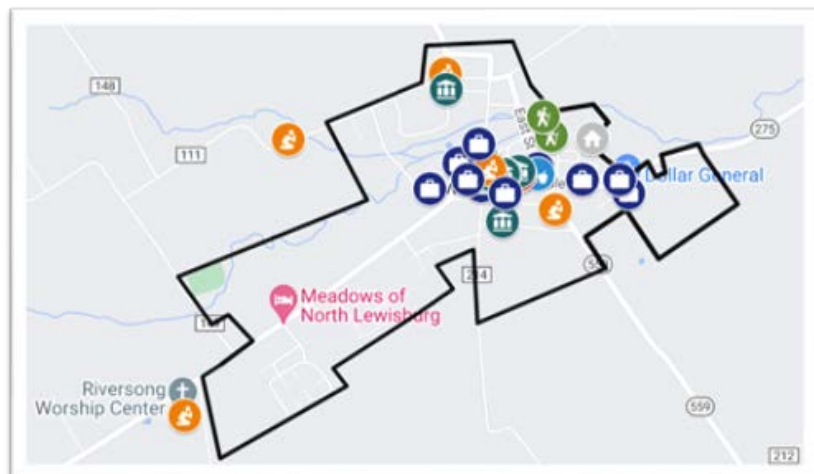 148
111
East St
275
Dollar General
214
559
Meadows of
North Lewisburg
Riversong
Worship Center
559
212